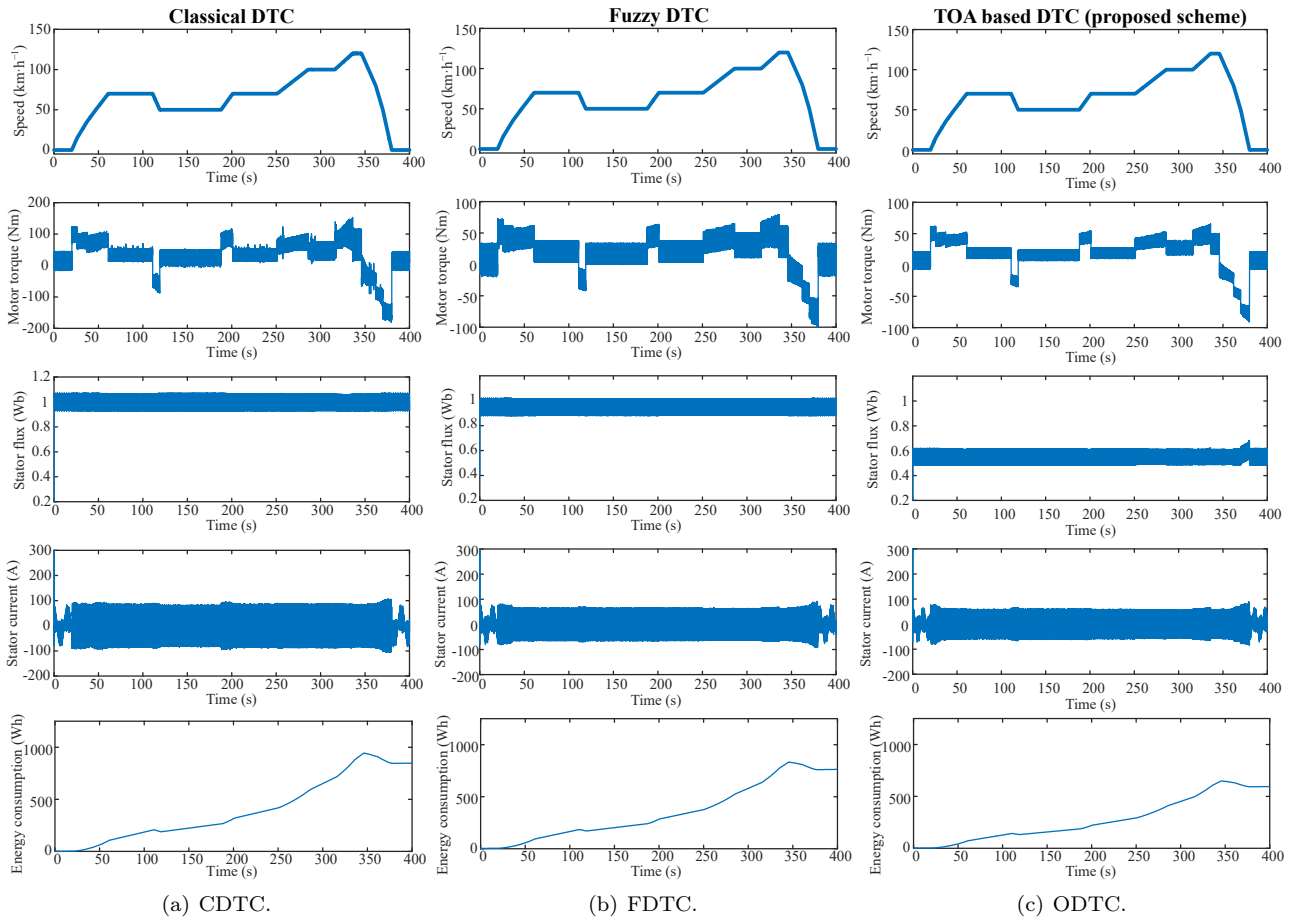 Classical DTC
Fuzzy DTC
TOA based DTC (proposed scheme)
Speed (km·h⁻¹)
150
100
50
0
0 50 100 150 200 250 300 350 400
Time (s)
Speed (km·h⁻¹)
150
100
50
0
0 50 100 150 200 250 300 350 400
Time (s)
Speed (km·h⁻¹)
150
100
50
0
0 50 100 150 200 250 300 350 400
Time (s)
Motor torque (Nm)
200
100
0
-100
-200
0 50 100 150 200 250 300 350 400
Time (s)
Motor torque (Nm)
100
50
0
-50
-100
0 50 100 150 200 250 300 350 400
Time (s)
Motor torque (Nm)
100
50
0
-50
-100
0 50 100 150 200 250 300 350 400
Time (s)
Stator flux (Wb)
1.2
1
0.8
0.6
0.4
0.2
0 50 100 150 200 250 300 350 400
Time (s)
Stator flux (Wb)
1
0.8
0.6
0.4
0.2
0 50 100 150 200 250 300 350 400
Time (s)
Stator flux (Wb)
1
0.8
0.6
0.4
0.2
0 50 100 150 200 250 300 350 400
Time (s)
Stator current (A)
300
200
100
0
-100
-200
0 50 100 150 200 250 300 350 400
Time (s)
Stator current (A)
300
200
100
0
-100
-200
0 50 100 150 200 250 300 350 400
Time (s)
Stator current (A)
300
200
100
0
-100
-200
0 50 100 150 200 250 300 350 400
Time (s)
Energy consumption (Wh)
1000
500
0
0 50 100 150 200 250 300 350 400
Time (s)
Energy consumption (Wh)
1000
500
0
0 50 100 150 200 250 300 350 400
Time (s)
Energy consumption (Wh)
1000
500
0
0 50 100 150 200 250 300 350 400
Time (s)
(a) CDTC.
(b) FDTC.
(c) ODTC.